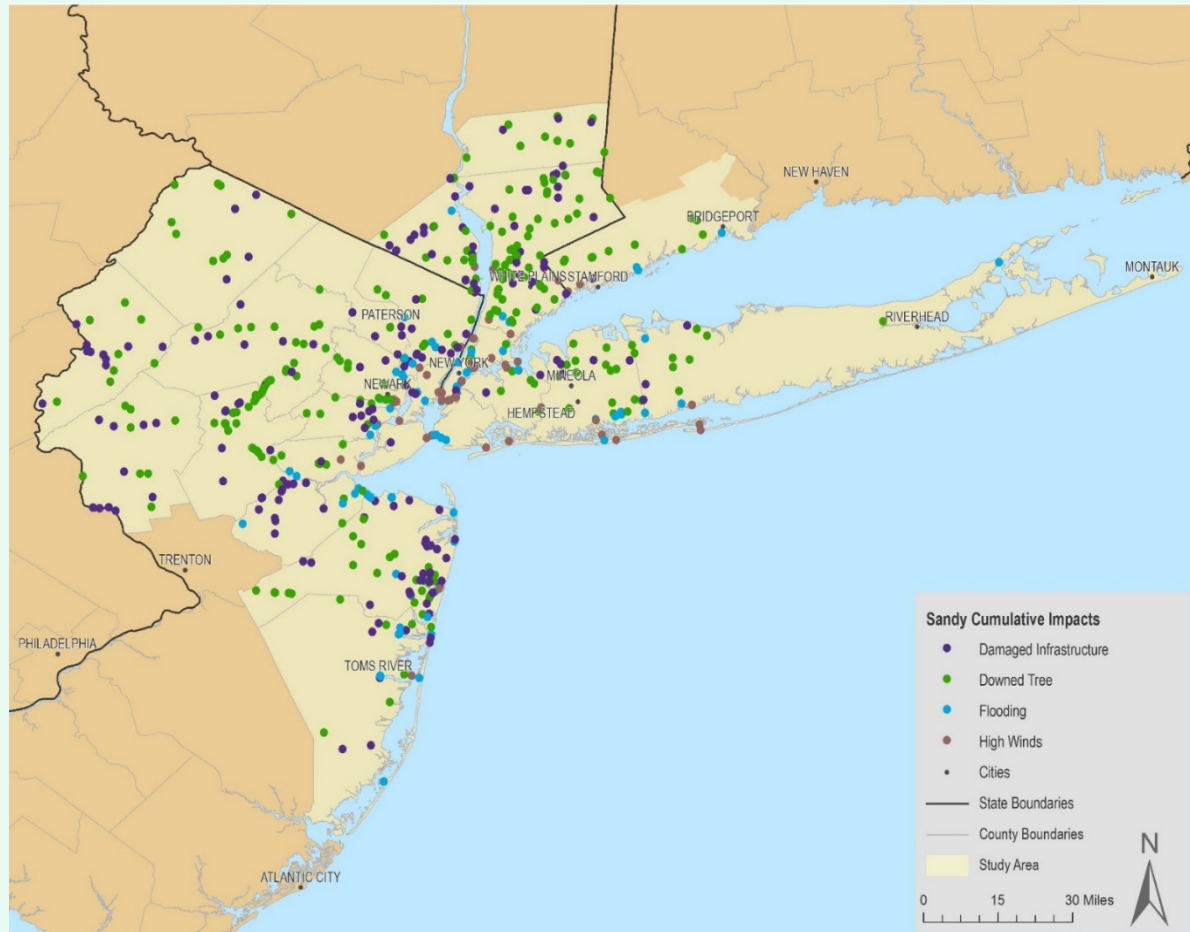 NEW HAVEN
BRIDGEPORT
WHITE PLAINS
STAMFORD
MONTAUK
RIVERHEAD
PATERSON
NEW YORK
NEWARK
MINEOLA
HEMPSTEAD
TRENTON
PHILADELPHIA
TOMS RIVER
ATLANTIC CITY
Sandy Cumulative Impacts
Damaged Infrastructure
Downed Tree
Flooding
High Winds
Cities
State Boundaries
County Boundaries
Study Area
N
0 15 30 Miles